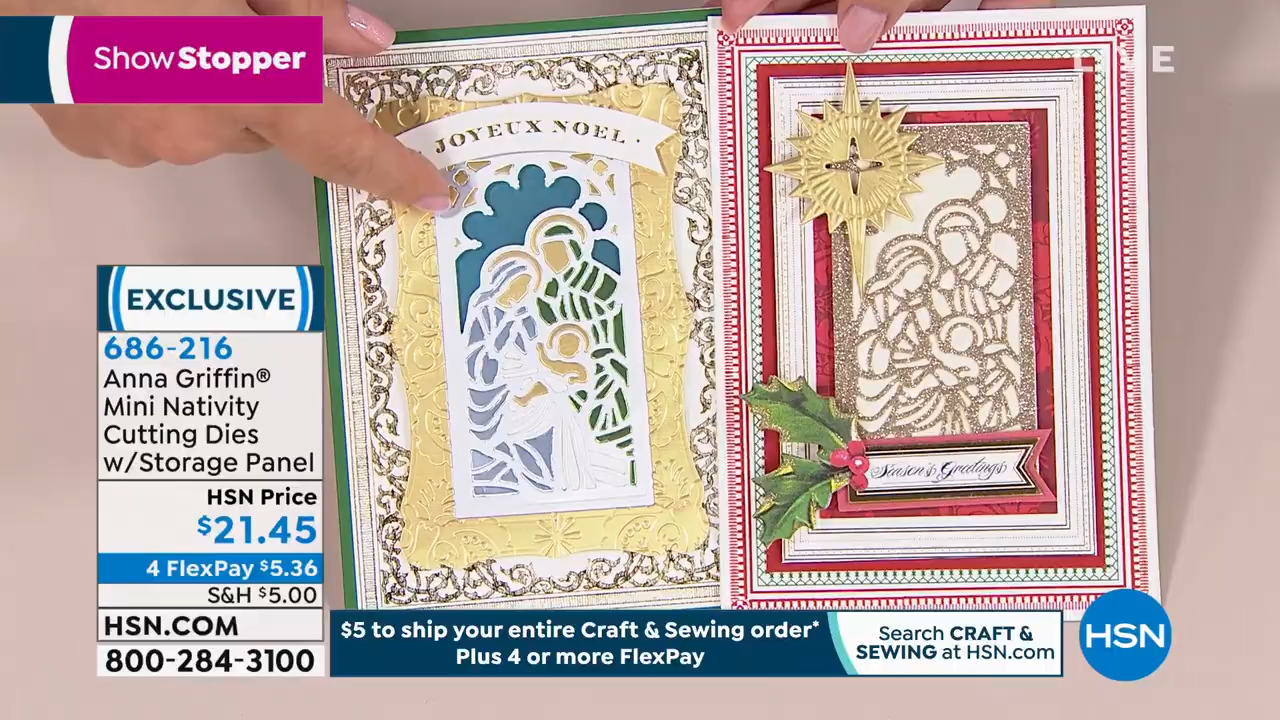 ShowStopper
LIVE
JOYEUX NOEL ·
Season's Greetings
EXCLUSIVE
686-216
Anna Griffin®
Mini Nativity
Cutting Dies
w/Storage Panel
HSN Price
$21.45
4 FlexPay $5.36
S&H $5.00
HSN.COM
800-284-3100
$5 to ship your entire Craft & Sewing order*
Plus 4 or more FlexPay
Search CRAFT &
SEWING at HSN.com
HSN